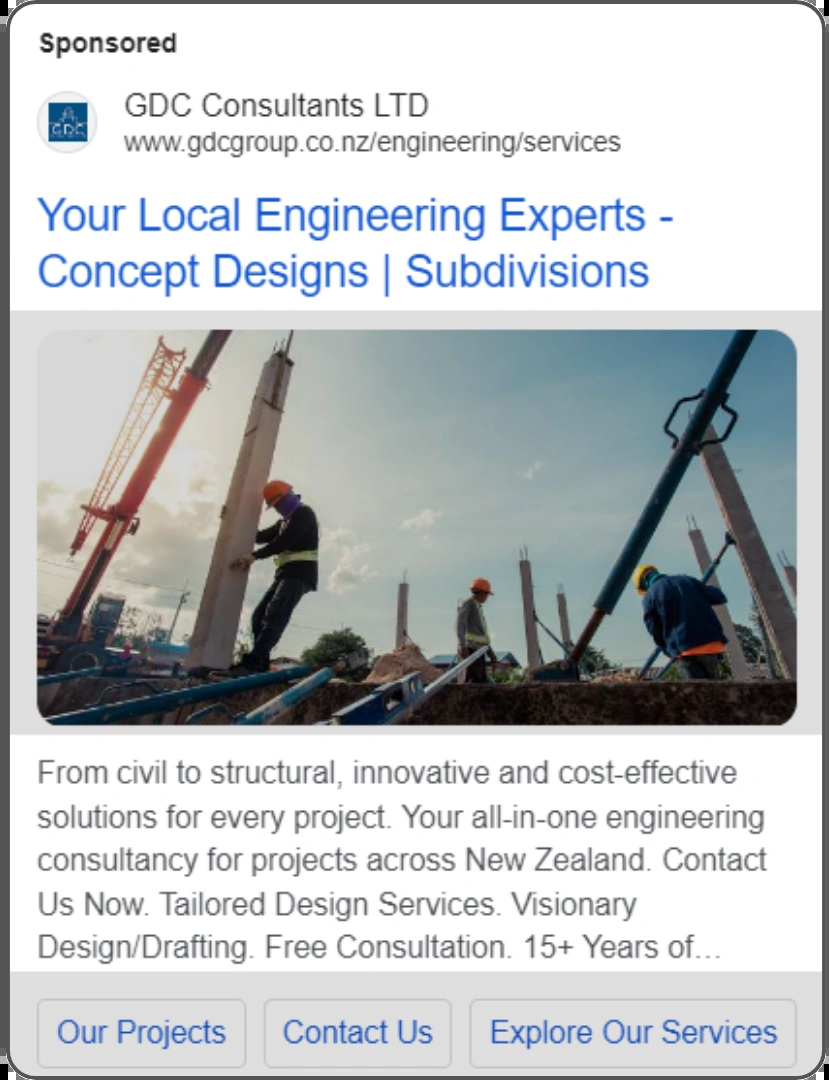 Sponsored
GDC
GDC Consultants LTD
www.gdcgroup.co.nz/engineering/services
Your Local Engineering Experts -
Concept Designs | Subdivisions
From civil to structural, innovative and cost-effective
solutions for every project. Your all-in-one engineering
consultancy for projects across New Zealand. Contact
Us Now. Tailored Design Services. Visionary
Design/Drafting. Free Consultation. 15+ Years of...
Our Projects
Contact Us
Explore Our Services